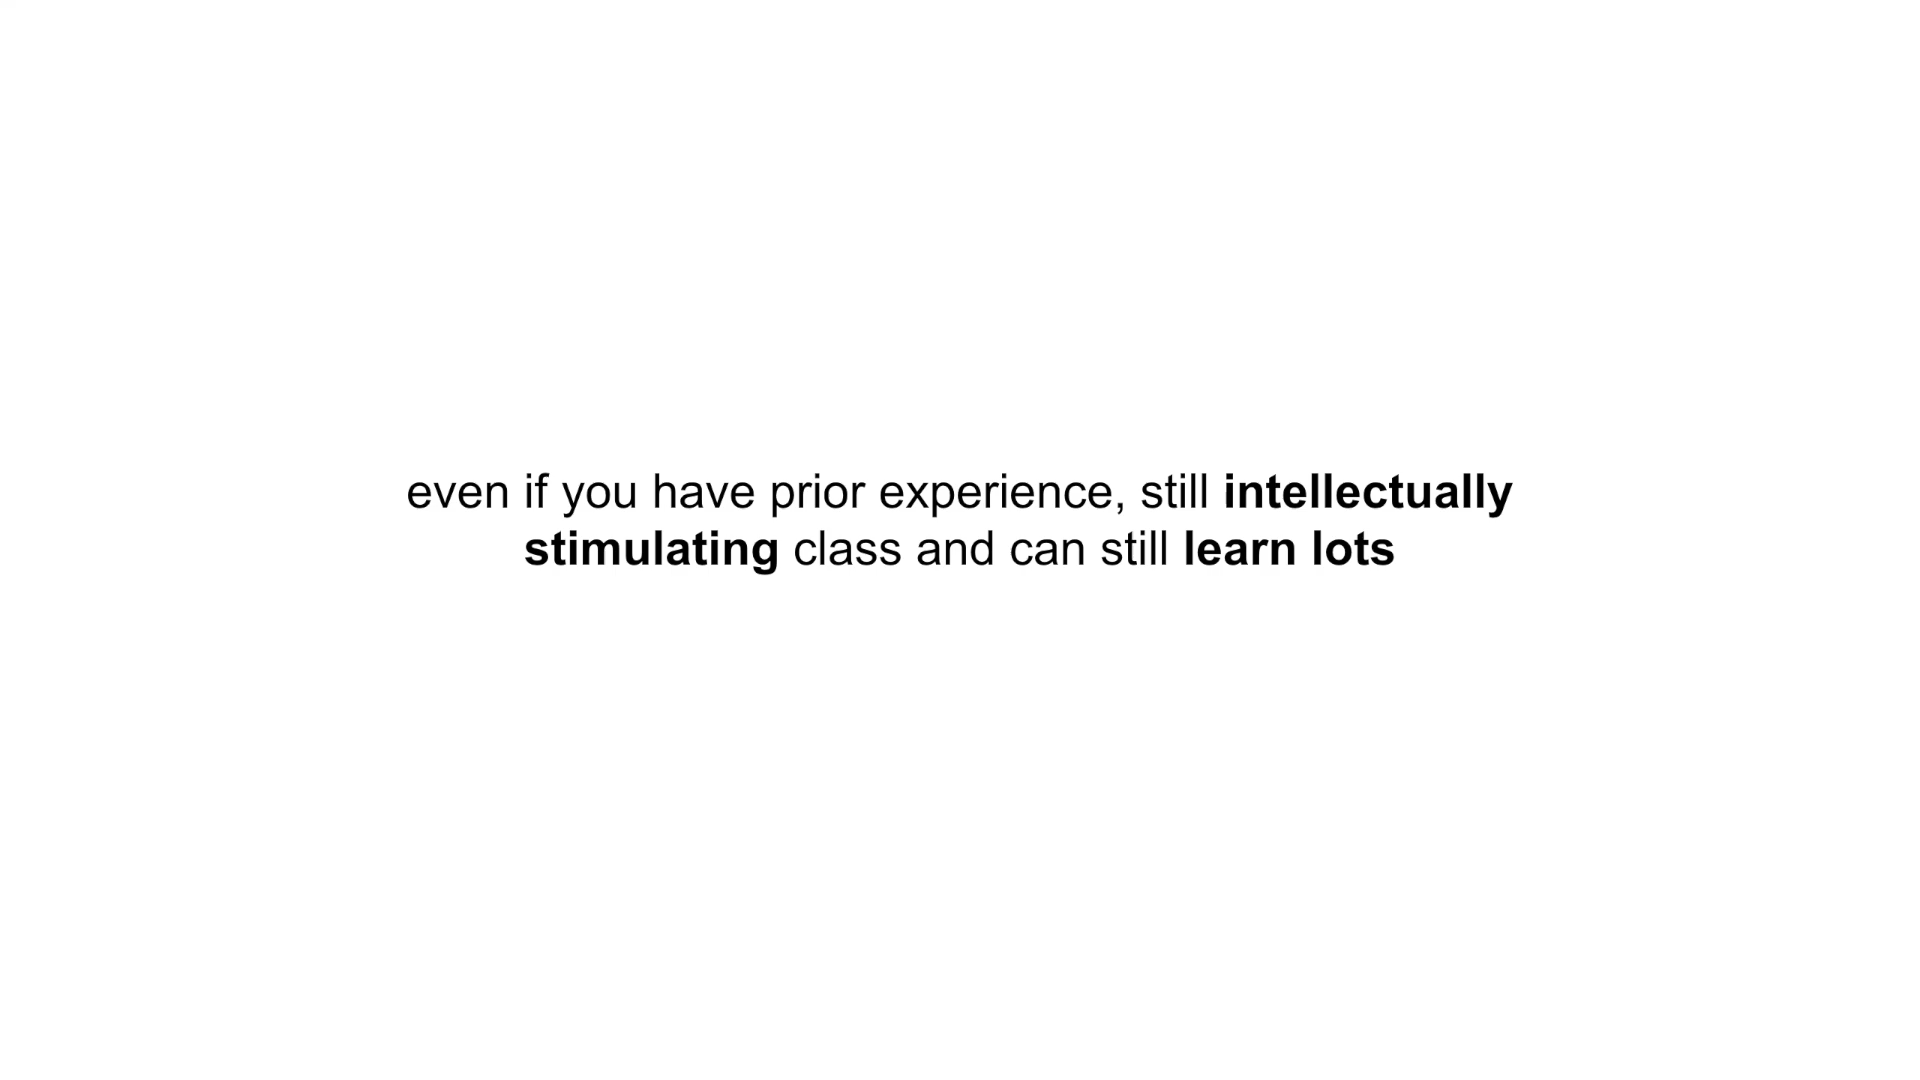 even if you have prior experience, still intellectually
stimulating class and can still learn lots